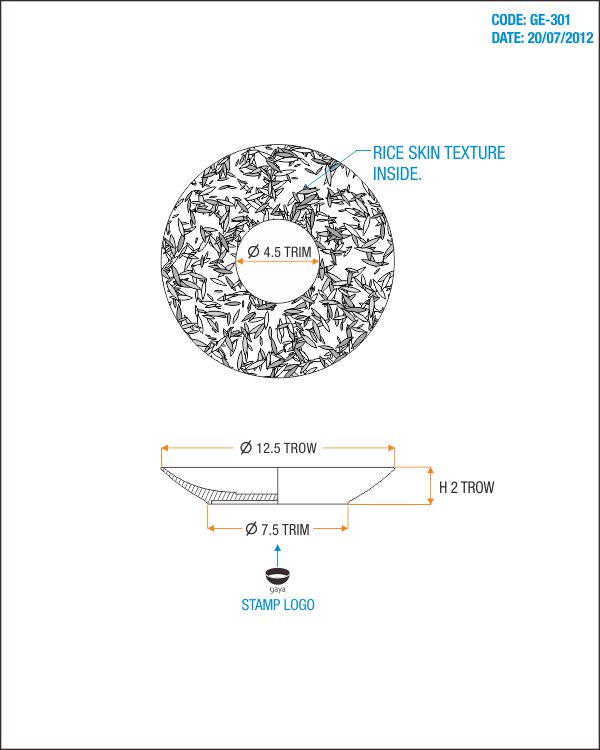 CODE: GE-301
DATE: 20/07/2012
RICE SKIN TEXTURE
INSIDE.
Ø 4.5 TRIM
Ø 12.5 TROW
H 2 TROW
Ø 7.5 TRIM
gaya
STAMP LOGO